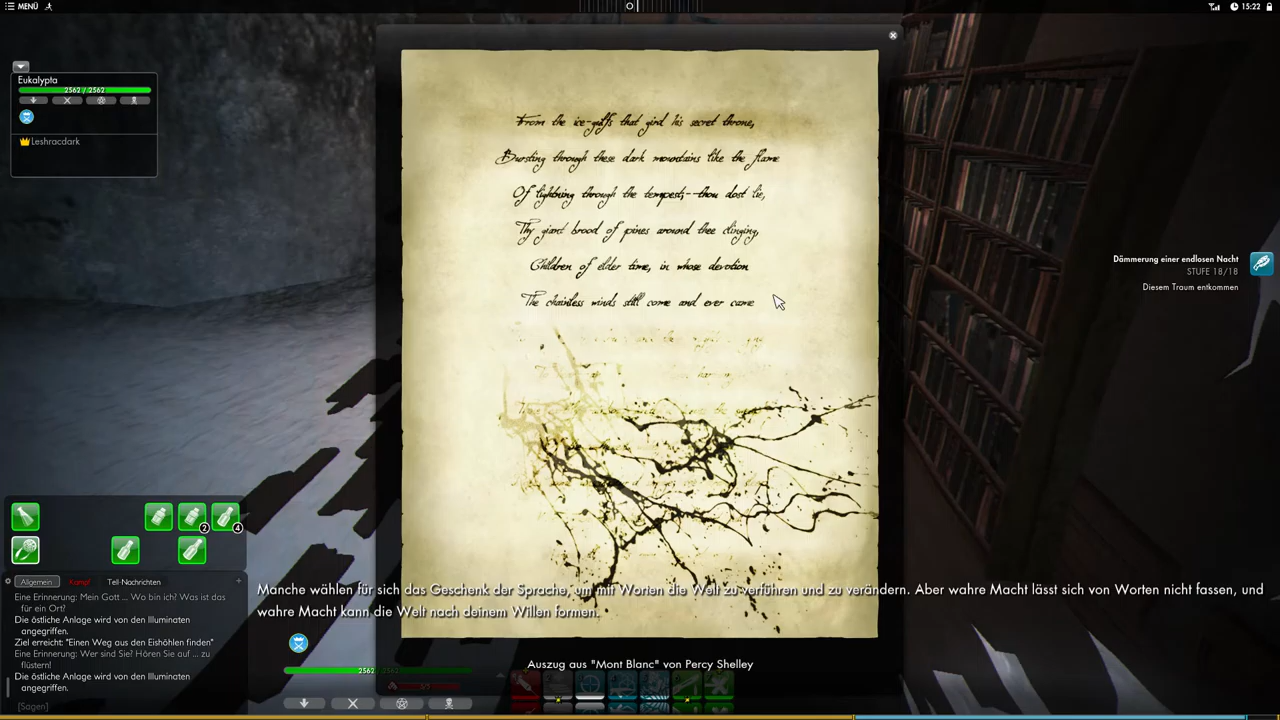 MENÜ
15:22
Eukalypta
2562 / 2562
Leshracdark
From the ice-gulfs that gird his secret throne,
Bursting through these dark mountains like the flame
Of lightning through the tempest;—thou dost lie,
Thy giant brood of pines around thee clinging,
Children of elder time, in whose devotion
The chainless winds still come and ever came
Dämmerung einer endlosen Nacht
STUFE 18/18
Diesem Traum entkommen
2
4
Allgemein Kampf Tell-Nachrichten
Eine Erinnerung: Mein Gott ... Wo bin ich? Was ist das
für ein Ort?
Die östliche Anlage wird von den Illuminaten
angegriffen.
Ziel erreicht: "Einen Weg aus den Eishöhlen finden"
Eine Erinnerung: Wer sind Sie? Hören Sie auf ... zu
flüstern!
Die östliche Anlage wird von den Illuminaten
angegriffen.
[Sagen]
Manche wählen für sich das Geschenk der Sprache, um mit Worten die Welt zu verführen und zu verändern. Aber wahre Macht lässt sich von Worten nicht fassen, und
wahre Macht kann die Welt nach deinem Willen formen.
Auszug aus "Mont Blanc" von Percy Shelley
2562